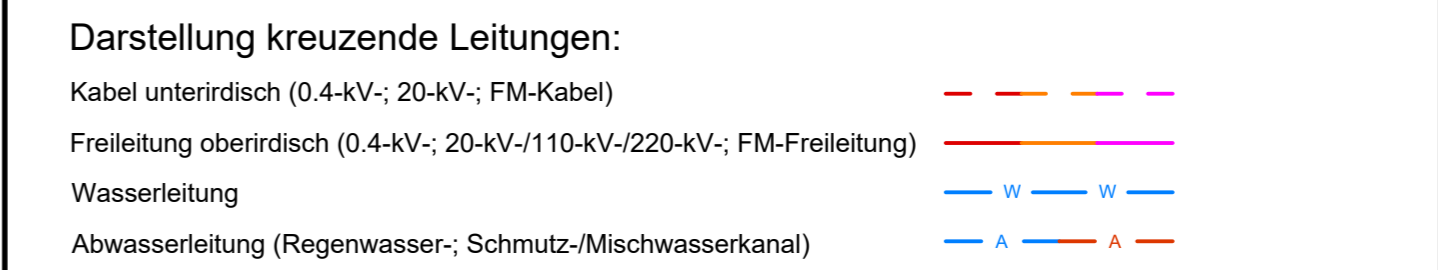 Darstellung kreuzende Leitungen:
Kabel unterirdisch (0.4-kV-; 20-kV-; FM-Kabel)
Freileitung oberirdisch (0.4-kV-; 20-kV-/110-kV-/220-kV-; FM-Freileitung)
Wasserleitung W W
Abwasserleitung (Regenwasser-; Schmutz-/Mischwasserkanal) A A